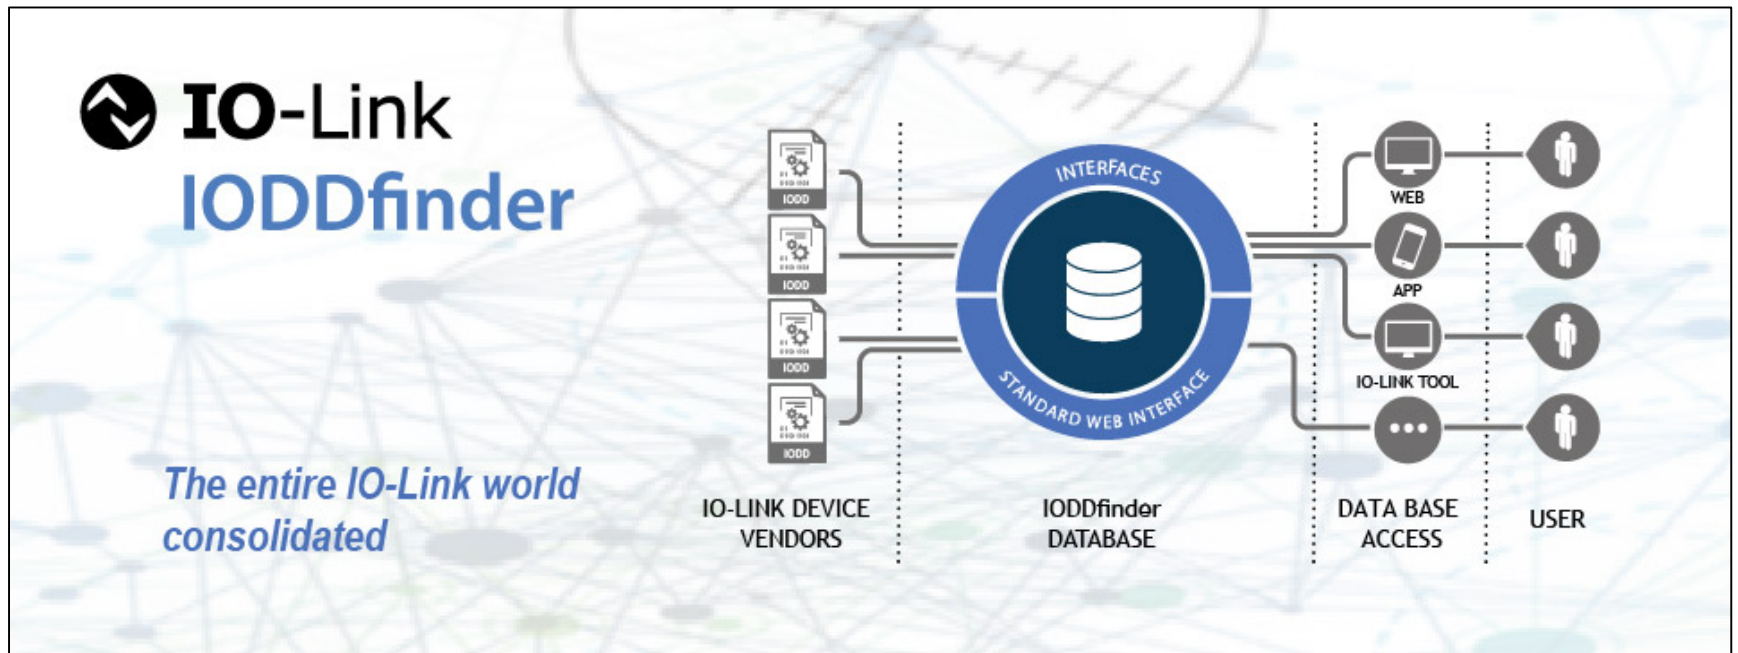 IO-Link
IODDfinder
The entire IO-Link world
consolidated
IODD
IODD
IODD
IODD
IO-LINK DEVICE
VENDORS
INTERFACES
STANDARD WEB INTERFACE
IODDfinder
DATABASE
WEB
APP
IO-LINK TOOL
DATA BASE
ACCESS
USER